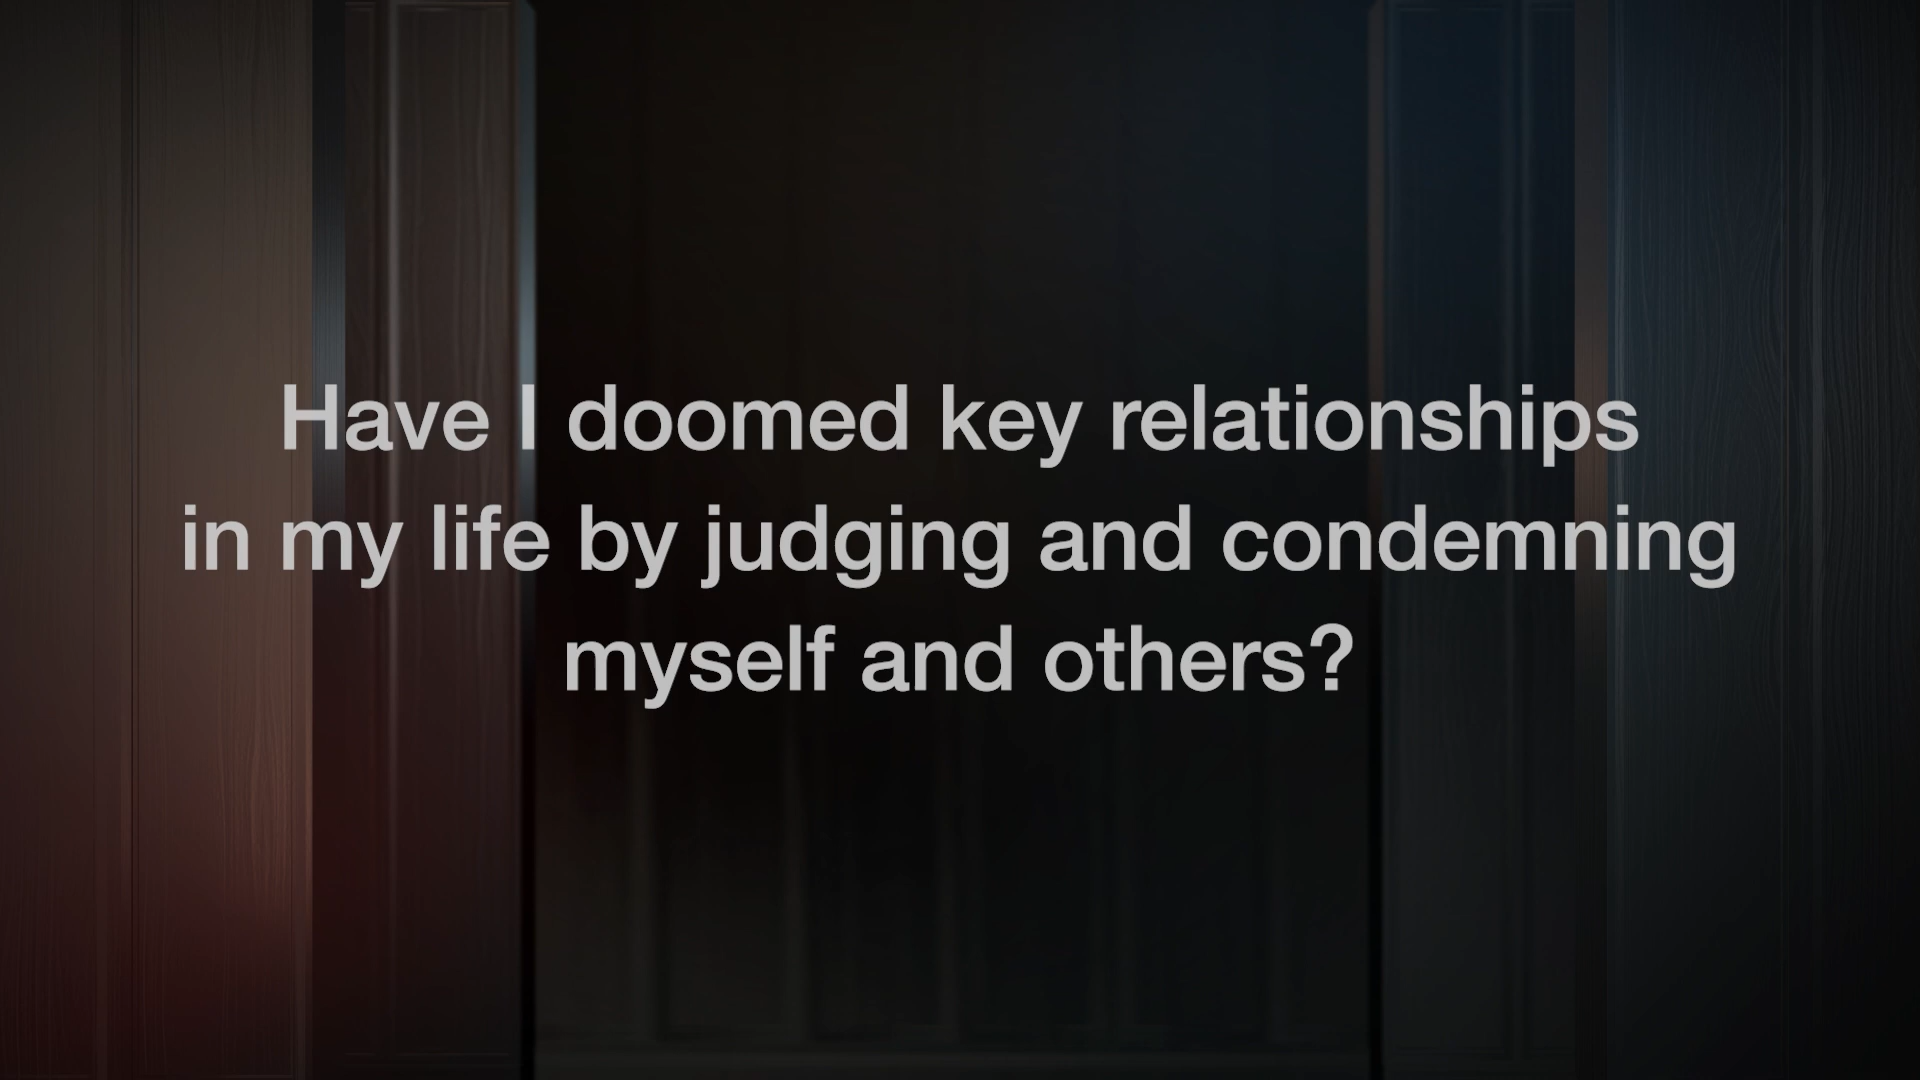 Have I doomed key relationships
in my life by judging and condemning
myself and others?